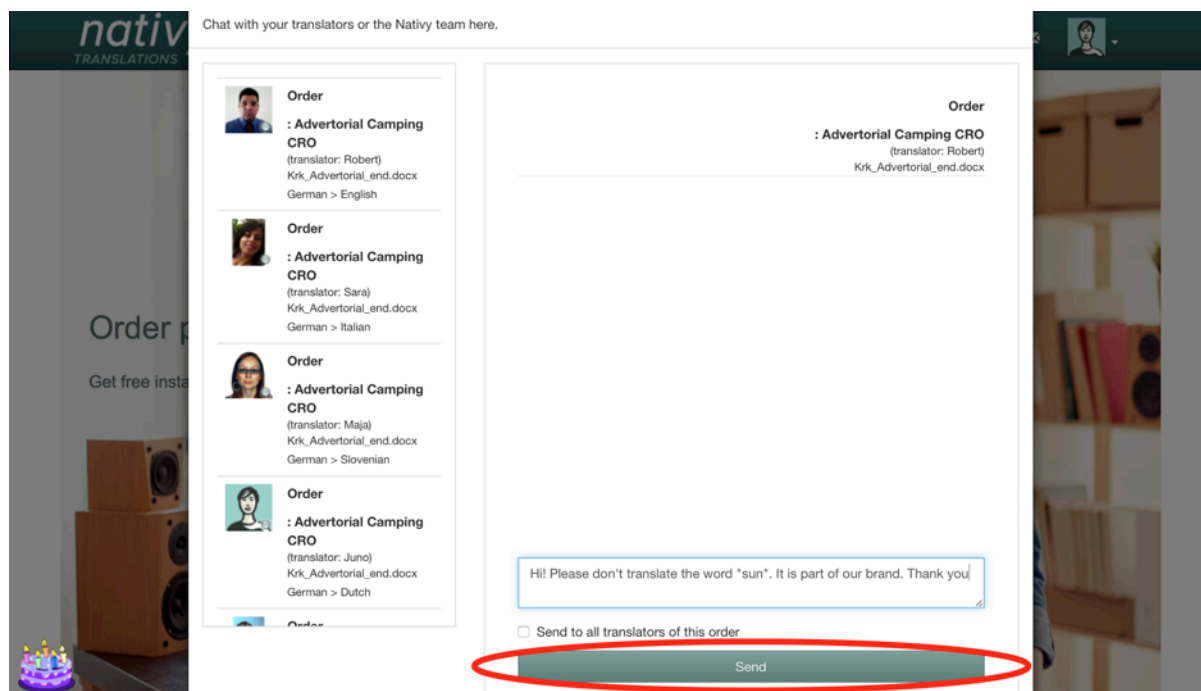 nativ
TRANSLATIONS
Chat with your translators or the Nativy team here.
Order
: Advertorial Camping
CRO
(translator: Robert)
Krk_Advertorial_end.docx
German > English
Order
: Advertorial Camping
CRO
(translator: Sara)
Krk_Advertorial_end.docx
German > Italian
Order
: Advertorial Camping
CRO
(translator: Maja)
Krk_Advertorial_end.docx
German > Slovenian
Order
: Advertorial Camping
CRO
(translator: Juno)
Krk_Advertorial_end.docx
German > Dutch
Order
Order
: Advertorial Camping CRO
(translator: Robert)
Krk_Advertorial_end.docx
Hi! Please don't translate the word "sun". It is part of our brand. Thank you
Send to all translators of this order
Send
Order p
Get free insta